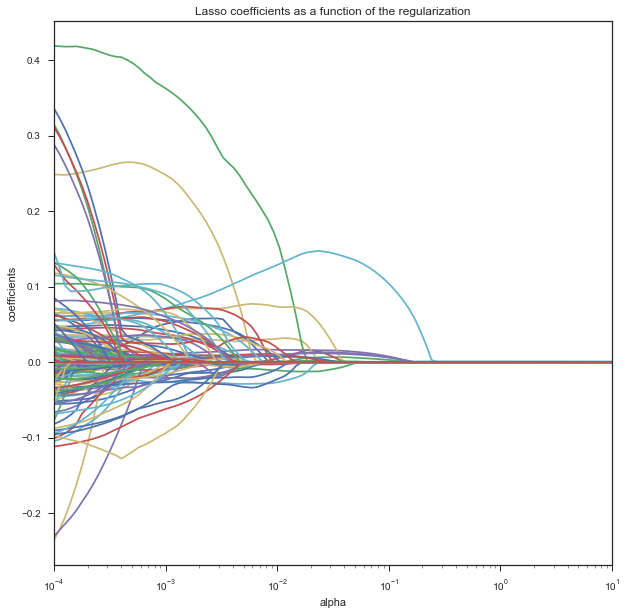 Lasso coefficients as a function of the regularization
0.4
0.3
0.2
0.1
0.0
−0.1
−0.2
coefficients
10⁻⁴ 10⁻³ 10⁻² 10⁻¹ 10⁰ 10¹
alpha